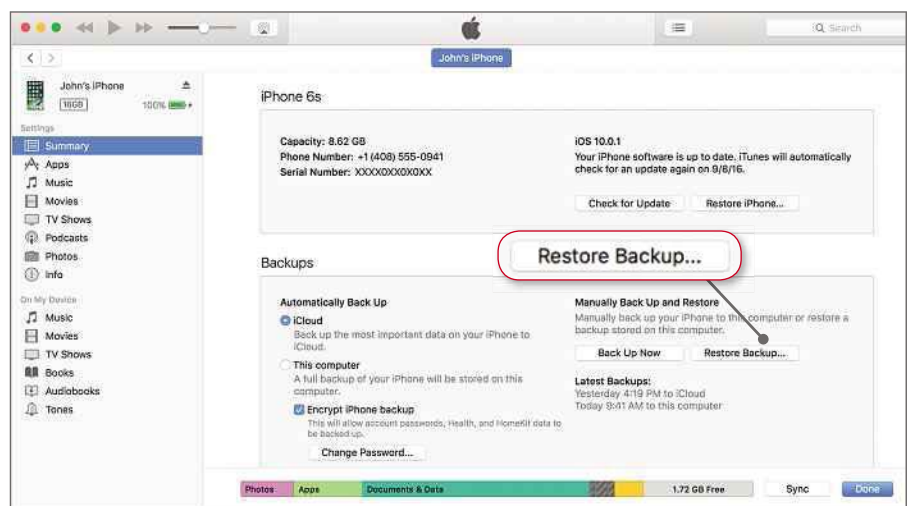 Search
John's iPhone
John's iPhone
16GB
100%
Settings
Summary
Apps
Music
Movies
TV Shows
Podcasts
Photos
Info
On My Device
Music
Movies
TV Shows
Books
Audiobooks
Tones
iPhone 6s
Capacity: 8.62 GB
Phone Number: +1 (408) 555-0941
Serial Number: XXXX0XX0X0XX
iOS 10.0.1
Your iPhone software is up to date. iTunes will automatically
check for an update again on 9/8/16.
Check for Update
Restore iPhone...
Restore Backup...
Backups
Automatically Back Up
iCloud
Back up the most important data on your iPhone to
iCloud.
This computer
A full backup of your iPhone will be stored on this
computer.
Encrypt iPhone backup
This will allow account passwords, Health, and HomeKit data to
be backed up.
Change Password...
Manually Back Up and Restore
Manually back up your iPhone to this computer or restore a
backup stored on this computer.
Back Up Now
Restore Backup...
Latest Backups:
Yesterday 4:19 PM to iCloud
Today 9:41 AM to this computer
Photos
Apps
Documents & Data
1.72 GB Free
Sync
Done